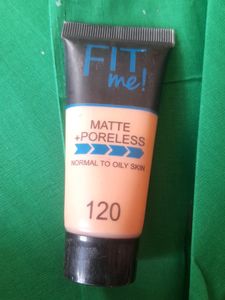 FIT
me!
MATTE
+PORELESS
NORMAL TO OILY SKIN
120